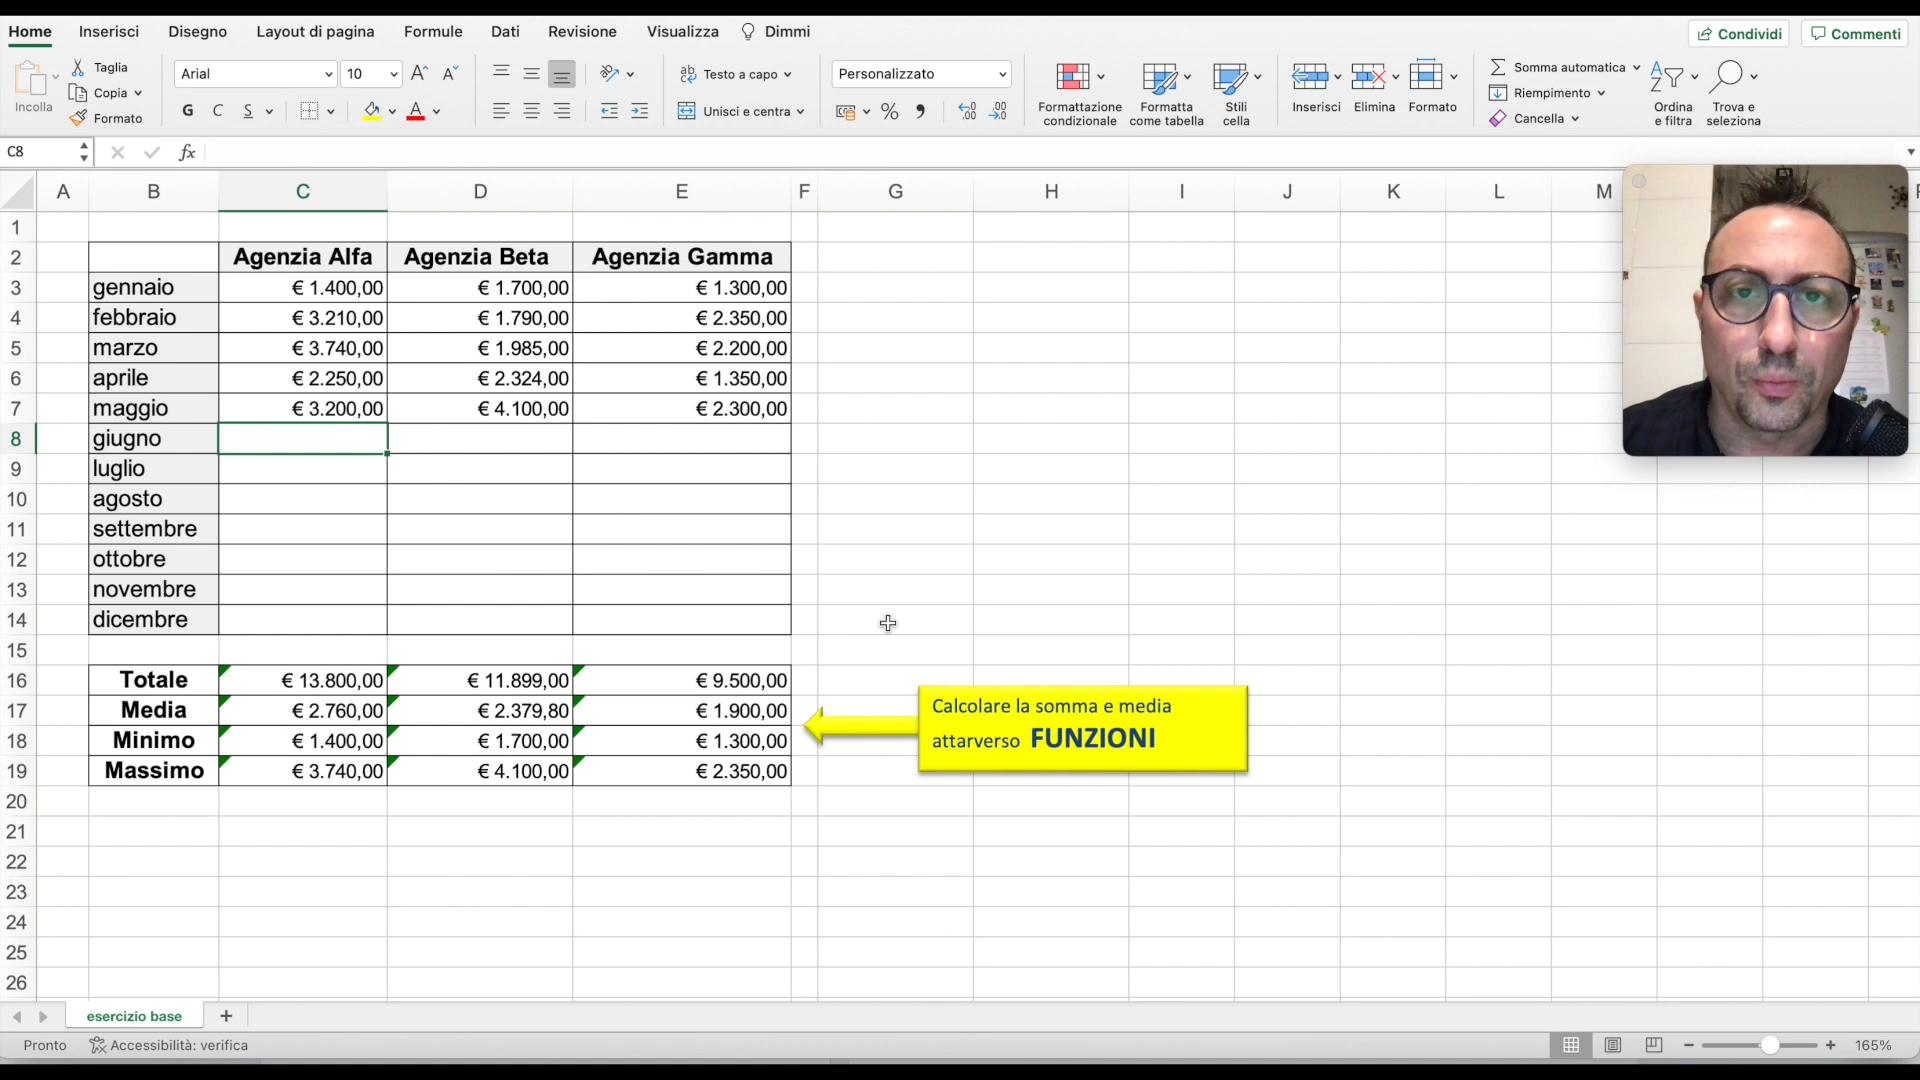 Home Inserisci Disegno Layout di pagina Formule Dati Revisione Visualizza Dimmi Condividi Commenti
Incolla Taglia Copia Formato
Arial 10
G C S
ab Testo a capo
Unisci e centra
Personalizzato
% ,00 ,0
Formattazione condizionale
Formatta come tabella
Stili cella
Inserisci Elimina Formato
Somma automatica
Riempimento
Cancella
Ordina e filtra
Trova e seleziona
C8 fx
A B C D E F G H I J K L M
1
2 Agenzia Alfa Agenzia Beta Agenzia Gamma
3 gennaio € 1.400,00 € 1.700,00 € 1.300,00
4 febbraio € 3.210,00 € 1.790,00 € 2.350,00
5 marzo € 3.740,00 € 1.985,00 € 2.200,00
6 aprile € 2.250,00 € 2.324,00 € 1.350,00
7 maggio € 3.200,00 € 4.100,00 € 2.300,00
8 giugno
9 luglio
10 agosto
11 settembre
12 ottobre
13 novembre
14 dicembre
15
16 Totale € 13.800,00 € 11.899,00 € 9.500,00
17 Media € 2.760,00 € 2.379,80 € 1.900,00
18 Minimo € 1.400,00 € 1.700,00 € 1.300,00
19 Massimo € 3.740,00 € 4.100,00 € 2.350,00
Calcolare la somma e media
attarverso FUNZIONI
20
21
22
23
24
25
26
esercizio base +
Pronto Accessibilità: verifica 165%